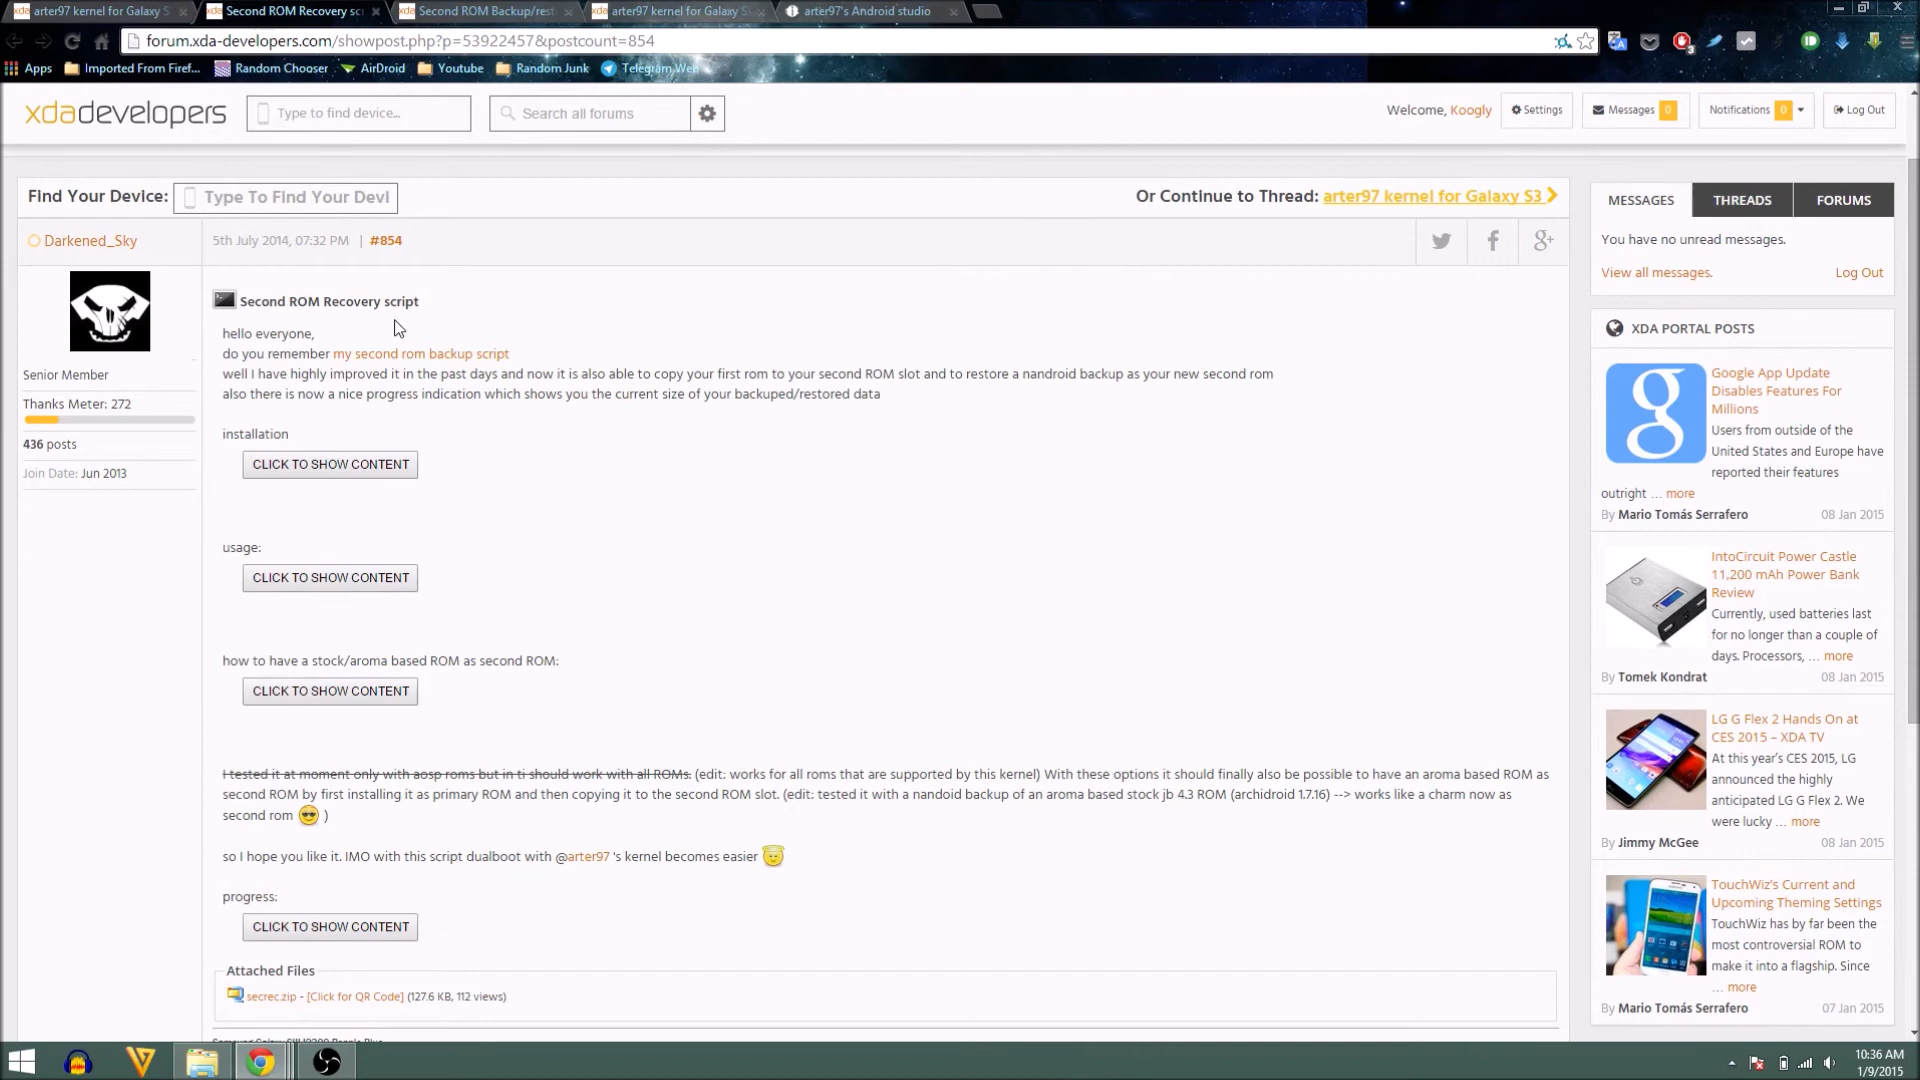 arter97 kernel for Galaxy S
Second ROM Recovery sc
Second ROM Backup/rest
arter97 kernel for Galaxy S
arter97's Android studio
forum.xda-developers.com/showpost.php?p=53922457&postcount=854
Apps
Imported From Firef...
Random Chooser
AirDroid
Youtube
Random Junk
Telegram Web
xdadevelopers
Type to find device...
Search all forums
Welcome, Koogly
Settings
Messages 0
Notifications 0
Log Out
Find Your Device:
Type To Find Your Devi
Or Continue to Thread: arter97 kernel for Galaxy S3
Darkened_Sky
5th July 2014, 07:32 PM | #854
Senior Member
Thanks Meter: 272
436 posts
Join Date: Jun 2013
Second ROM Recovery script
hello everyone,
do you remember my second rom backup script
well I have highly improved it in the past days and now it is also able to copy your first rom to your second ROM slot and to restore a nandroid backup as your new second rom
also there is now a nice progress indication which shows you the current size of your backuped/restored data
installation
CLICK TO SHOW CONTENT
usage:
CLICK TO SHOW CONTENT
how to have a stock/aroma based ROM as second ROM:
CLICK TO SHOW CONTENT
I tested it at moment only with aosp roms but in ti should work with all ROMs. (edit: works for all roms that are supported by this kernel) With these options it should finally also be possible to have an aroma based ROM as
second ROM by first installing it as primary ROM and then copying it to the second ROM slot. (edit: tested it with a nandoid backup of an aroma based stock jb 4.3 ROM (archidroid 1.7.16) --> works like a charm now as
second rom )
so I hope you like it. IMO with this script dualboot with @arter97 's kernel becomes easier
progress:
CLICK TO SHOW CONTENT
Attached Files
secrec.zip - [Click for QR Code] (127.6 KB, 112 views)
MESSAGES
THREADS
FORUMS
You have no unread messages.
View all messages.
Log Out
XDA PORTAL POSTS
Google App Update
Disables Features For
Millions
Users from outside of the
United States and Europe have
reported their features
outright ... more
By Mario Tomás Serrafero
08 Jan 2015
IntoCircuit Power Castle
11,200 mAh Power Bank
Review
Currently, used batteries last
for no longer than a couple of
days. Processors, ... more
By Tomek Kondrat
08 Jan 2015
LG G Flex 2 Hands On at
CES 2015 – XDA TV
At this year's CES 2015, LG
announced the highly
anticipated LG G Flex 2. We
were lucky ... more
By Jimmy McGee
08 Jan 2015
TouchWiz's Current and
Upcoming Theming Settings
TouchWiz has by far been the
most controversial ROM to
make it into a flagship. Since
... more
By Mario Tomás Serrafero
07 Jan 2015
10:36 AM
1/9/2015